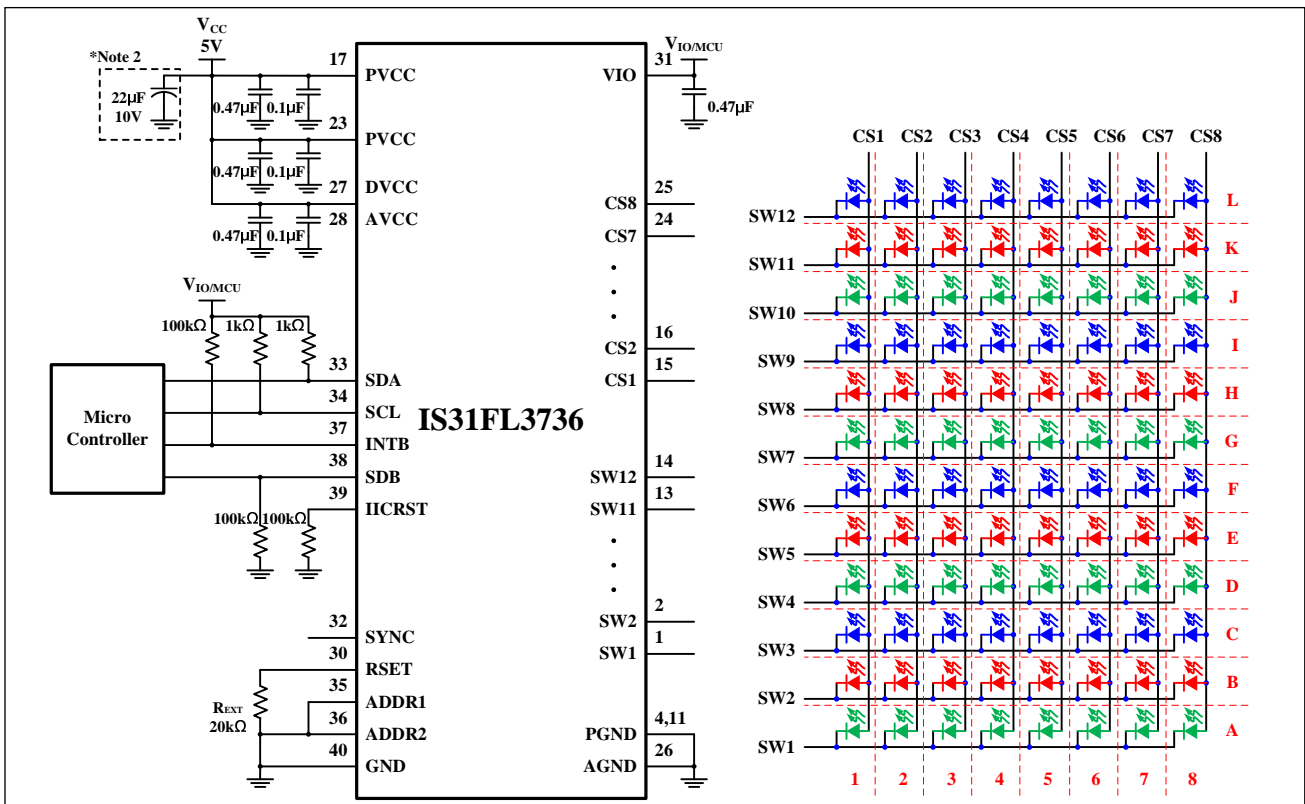 VCC
5V
*Note 2
22µF
10V
0.47µF 0.1µF
0.47µF 0.1µF
0.47µF 0.1µF
17
PVCC
23
PVCC
27
DVCC
28
AVCC
VIO/MCU
100kΩ 1kΩ 1kΩ
Micro
Controller
33
SDA
34
SCL
37
INTB
38
SDB
39
IICRST
100kΩ 100kΩ
32
SYNC
30
RSET
35
ADDR1
36
ADDR2
40
GND
REXT
20kΩ
IS31FL3736
VIO/MCU
31
VIO
0.47µF
25
CS8
24
CS7
16
CS2
15
CS1
14
SW12
13
SW11
2
SW2
1
SW1
4,11
PGND
26
AGND
CS1 CS2 CS3 CS4 CS5 CS6 CS7 CS8
SW12 L
SW11 K
SW10 J
SW9 I
SW8 H
SW7 G
SW6 F
SW5 E
SW4 D
SW3 C
SW2 B
SW1 A
1 2 3 4 5 6 7 8